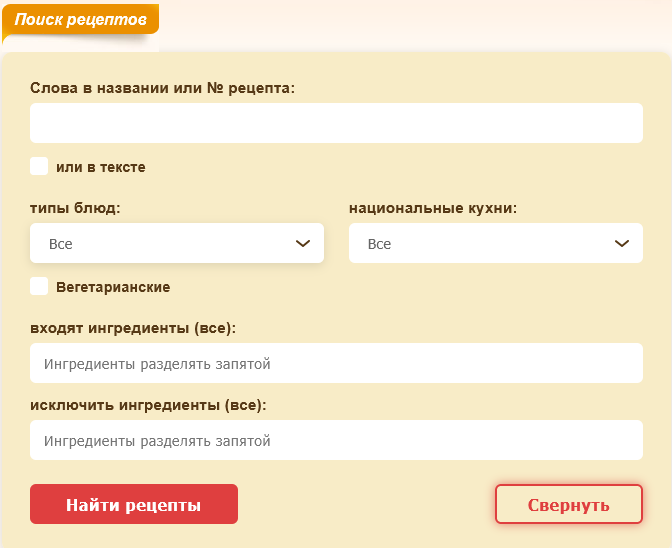 Поиск рецептов
Слова в названии или № рецепта:
или в тексте
типы блюд:
национальные кухни:
Все
Все
Вегетарианские
входят ингредиенты (все):
Ингредиенты разделять запятой
исключить ингредиенты (все):
Ингредиенты разделять запятой
Найти рецепты
Свернуть